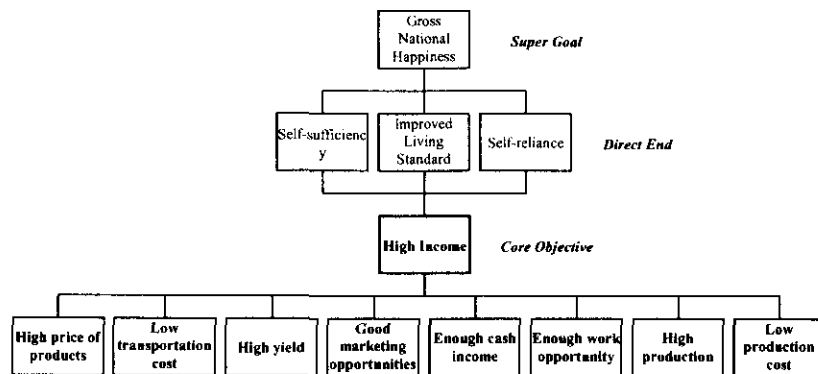 Gross
National
Happiness
Super Goal
Self-sufficienc
y
Improved
Living
Standard
Self-reliance
Direct End
High Income
Core Objective
High price of
products
Low
transportation
cost
High yield
Good
marketing
opportunities
Enough cash
income
Enough work
opportunity
High
production
Low
production
cost